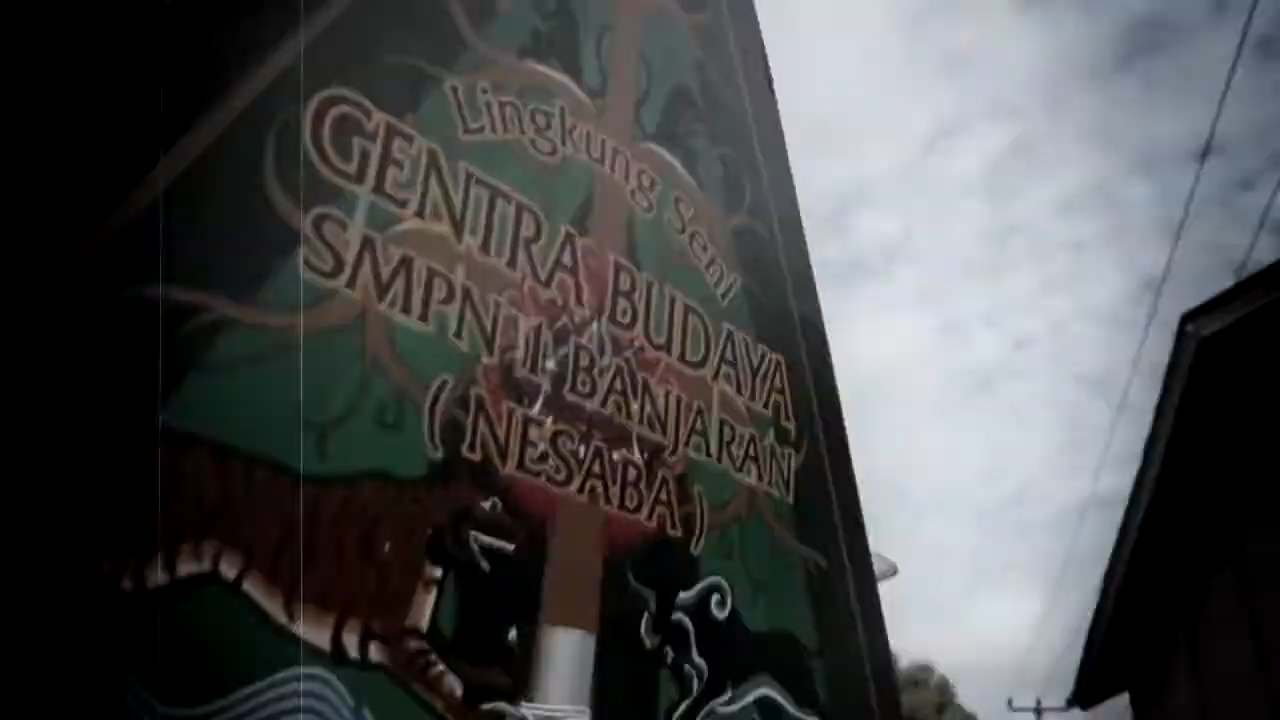 Lingkung Seni
GENTRA BUDAYA
SMPN 1 BANJARAN
( NESABA )